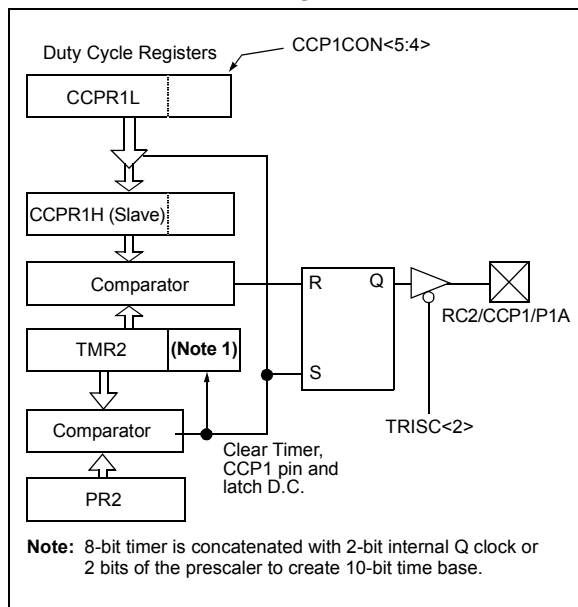 Duty Cycle Registers
CCP1CON<5:4>
CCPR1L
CCPR1H (Slave)
Comparator
R Q
RC2/CCP1/P1A
TMR2 (Note 1)
S
TRISC<2>
Comparator
Clear Timer,
CCP1 pin and
latch D.C.
PR2
Note: 8-bit timer is concatenated with 2-bit internal Q clock or
2 bits of the prescaler to create 10-bit time base.